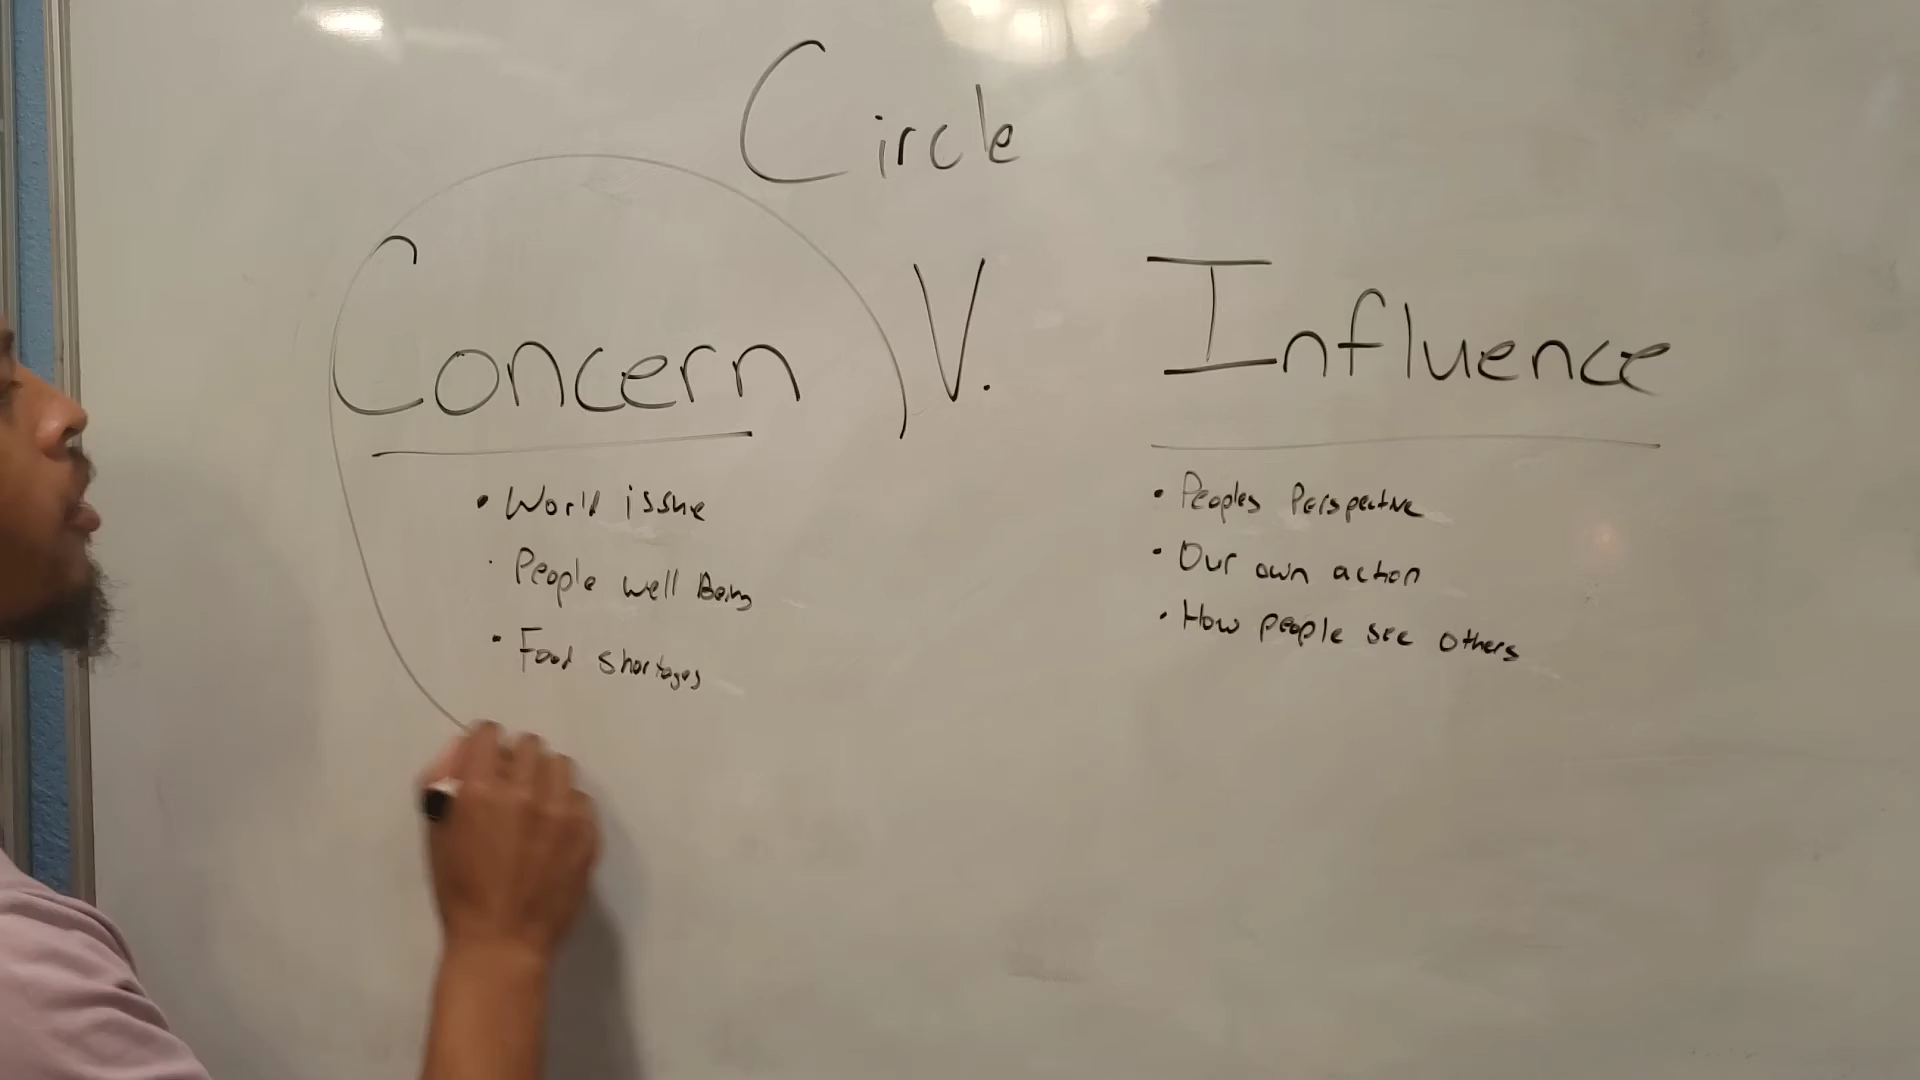 Circle
Concern V. Influence
• World issue
• People well Being
• Food shortages
• Peoples Perspective
• Our own action
• How people see others